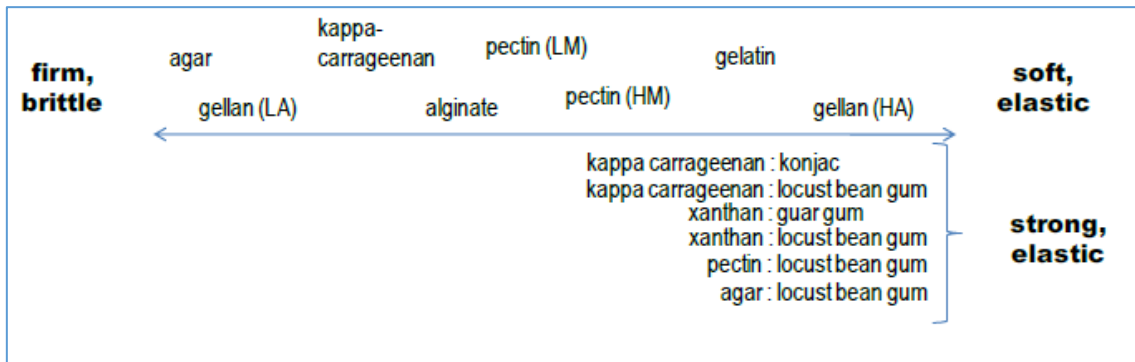 firm,
brittle
agar
kappa-
carrageenan
pectin (LM)
gelatin
gellan (LA)
alginate
pectin (HM)
gellan (HA)
soft,
elastic
kappa carrageenan : konjac
kappa carrageenan : locust bean gum
xanthan : guar gum
xanthan : locust bean gum
pectin : locust bean gum
agar : locust bean gum
strong,
elastic